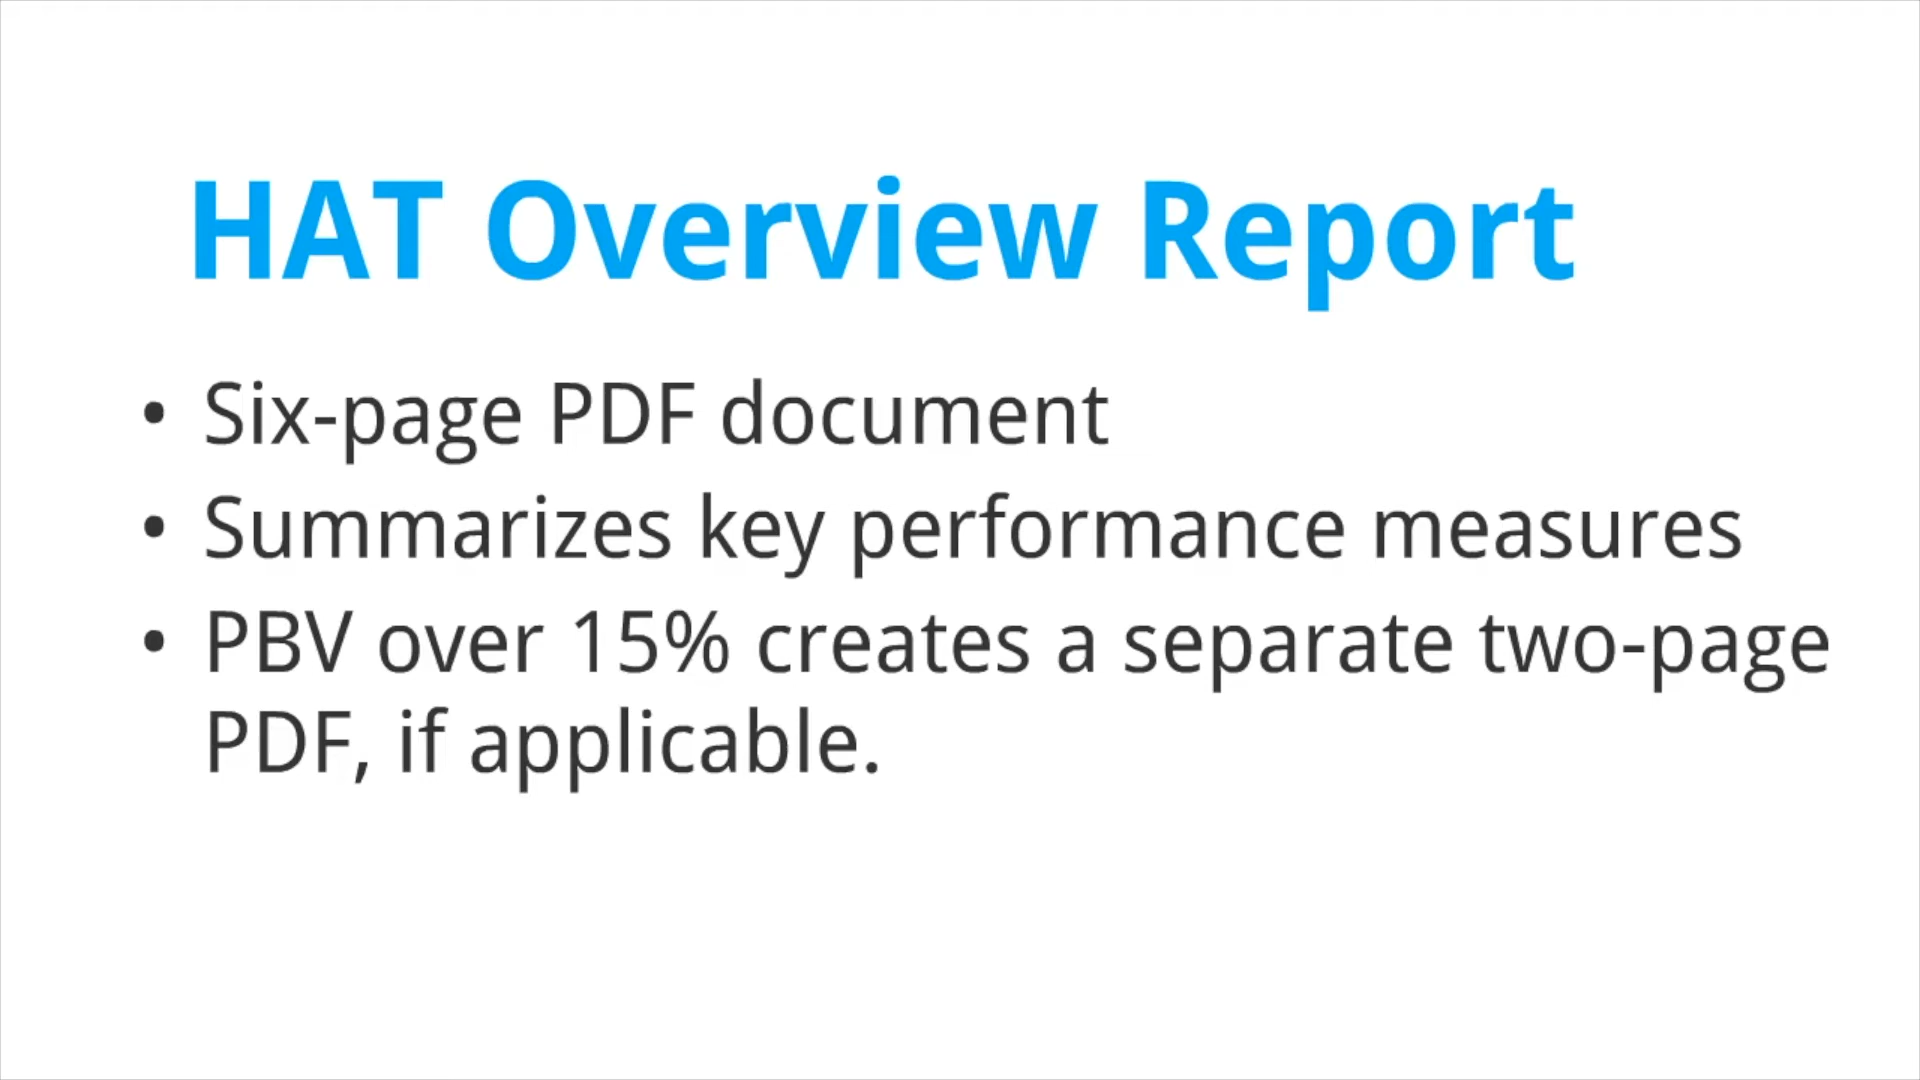 HAT Overview Report
• Six-page PDF document
• Summarizes key performance measures
• PBV over 15% creates a separate two-page
PDF, if applicable.